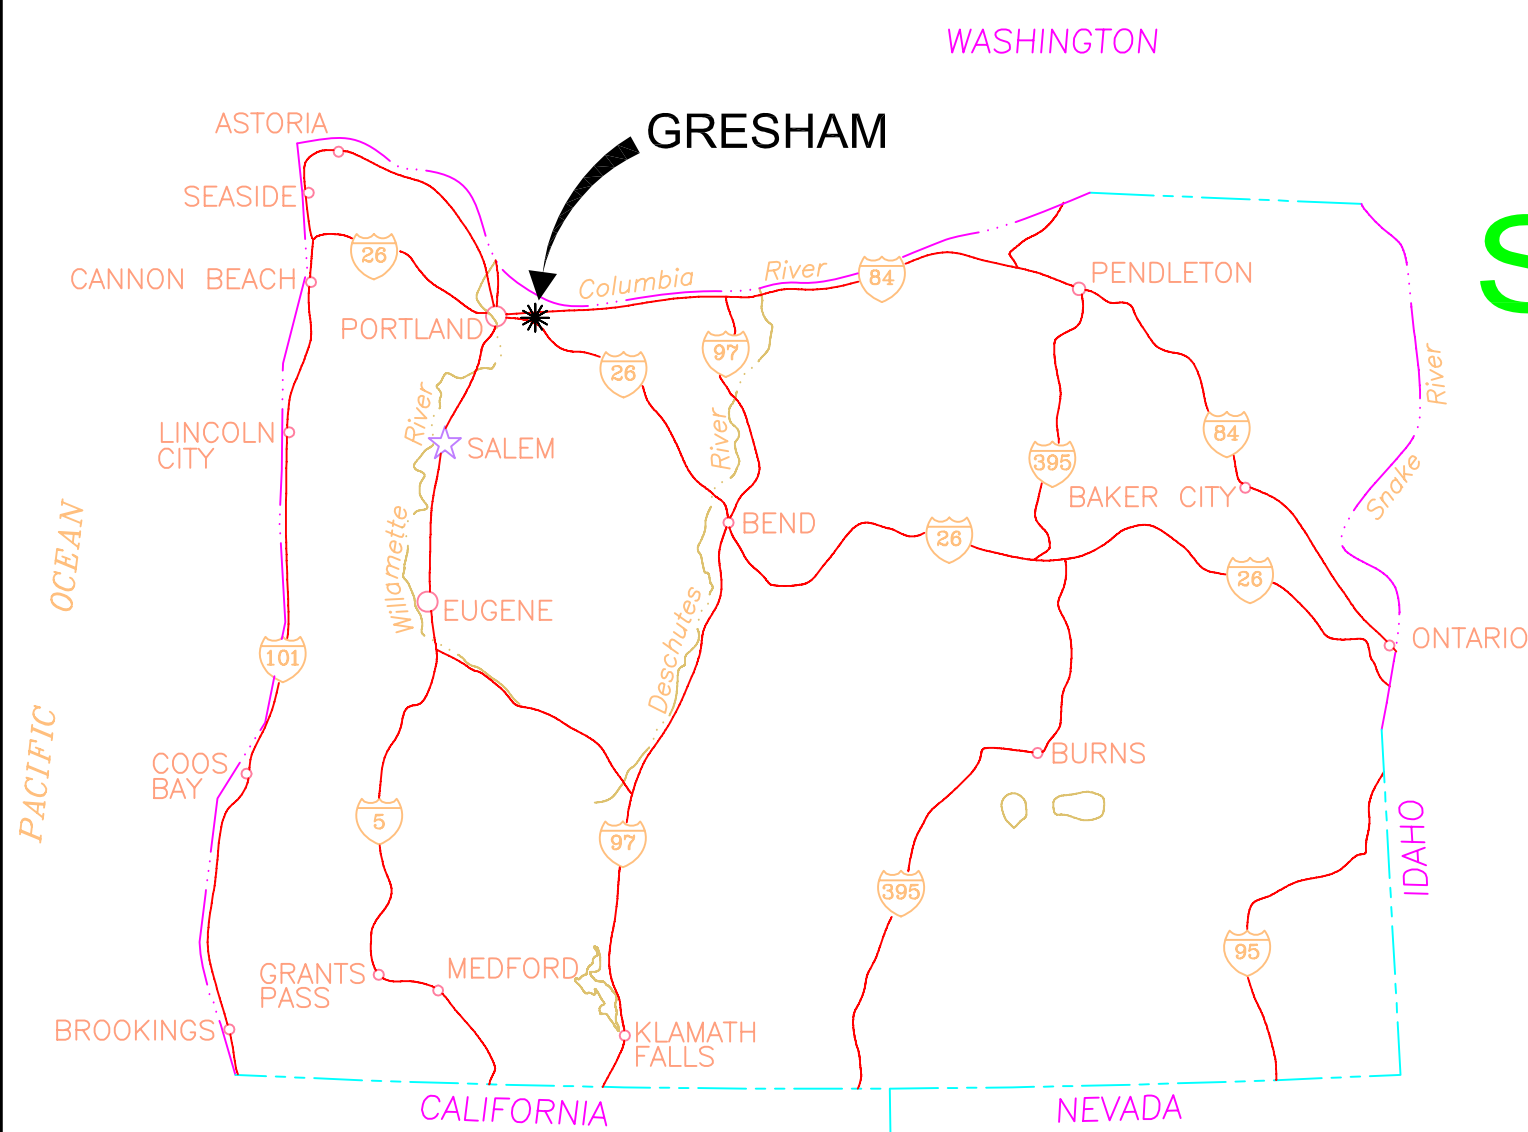 WASHINGTON
ASTORIA
GRESHAM
SEASIDE
S
26
CANNON BEACH
Columbia
River
84
PENDLETON
PORTLAND
97
26
River
River
River
84
LINCOLN
CITY
SALEM
395
BAKER CITY
Snake
OCEAN
Willamette
BEND
26
26
EUGENE
Deschutes
ONTARIO
101
PACIFIC
COOS
BAY
BURNS
5
97
IDAHO
395
95
GRANTS
PASS
MEDFORD
BROOKINGS
KLAMATH
FALLS
CALIFORNIA
NEVADA